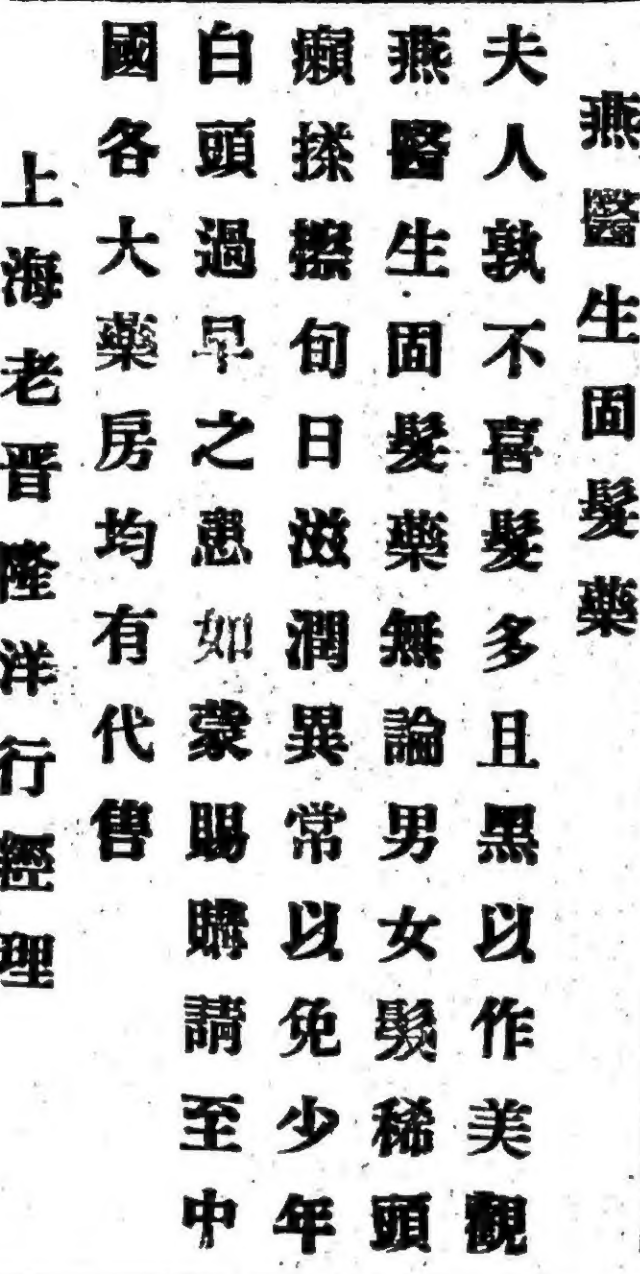 燕醫生固髮藥
夫人孰不喜髮多且黑以作美觀
燕醫生固髮藥無論男女髮稀頭
癩搽擦旬日滋潤異常以免少年
白頭過早之患如蒙賜購請至中
國各大藥房均有代售
上海老晋隆洋行經理